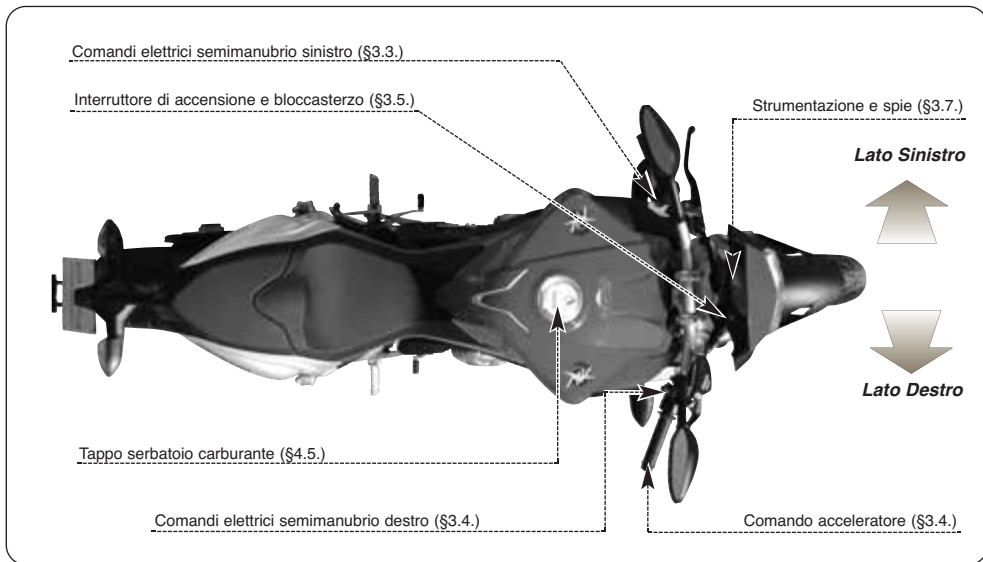 Comandi elettrici semimanubrio sinistro (§3.3.)
Interruttore di accensione e bloccasterzo (§3.5.)
Strumentazione e spie (§3.7.)
Lato Sinistro
Lato Destro
Tappo serbatoio carburante (§4.5.)
Comandi elettrici semimanubrio destro (§3.4.)
Comando acceleratore (§3.4.)